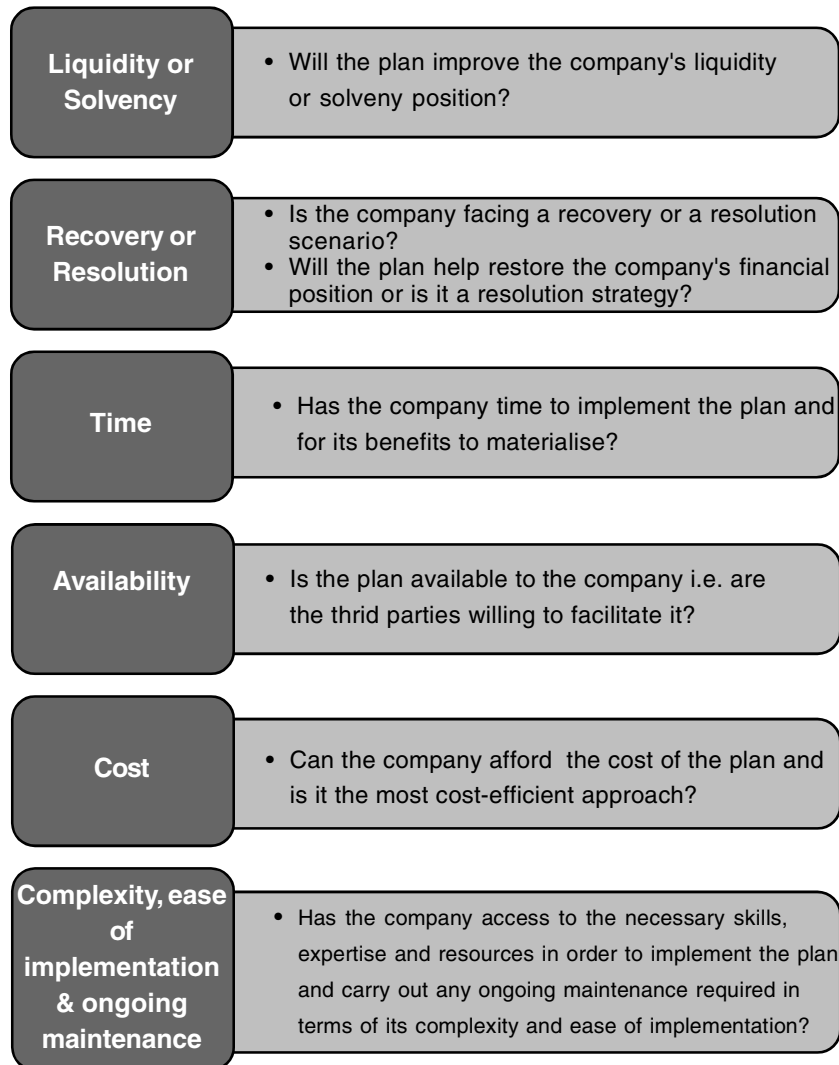 Liquidity or
Solvency
• Will the plan improve the company's liquidity
or solveny position?
Recovery or
Resolution
• Is the company facing a recovery or a resolution
scenario?
• Will the plan help restore the company's financial
position or is it a resolution strategy?
Time
• Has the company time to implement the plan and
for its benefits to materialise?
Availability
• Is the plan available to the company i.e. are
the thrid parties willing to facilitate it?
Cost
• Can the company afford the cost of the plan and
is it the most cost-efficient approach?
Complexity, ease
of
implementation
& ongoing
maintenance
• Has the company access to the necessary skills,
expertise and resources in order to implement the plan
and carry out any ongoing maintenance required in
terms of its complexity and ease of implementation?